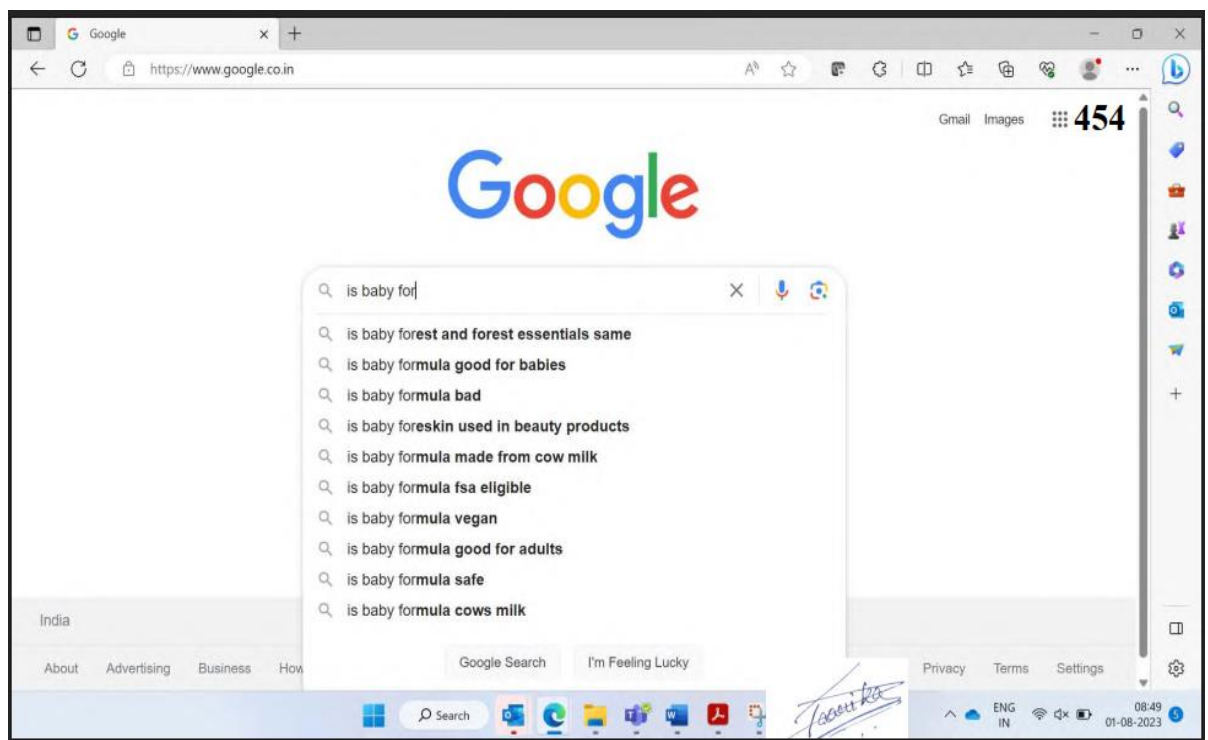 Google
https://www.google.co.in
Gmail Images 454
Google
is baby for
is baby forest and forest essentials same
is baby formula good for babies
is baby formula bad
is baby foreskin used in beauty products
is baby formula made from cow milk
is baby formula fsa eligible
is baby formula vegan
is baby formula good for adults
is baby formula safe
is baby formula cows milk
India
Google Search I'm Feeling Lucky
About Advertising Business How Privacy Terms Settings
Search
ENG
IN
08:49
01-08-2023
5